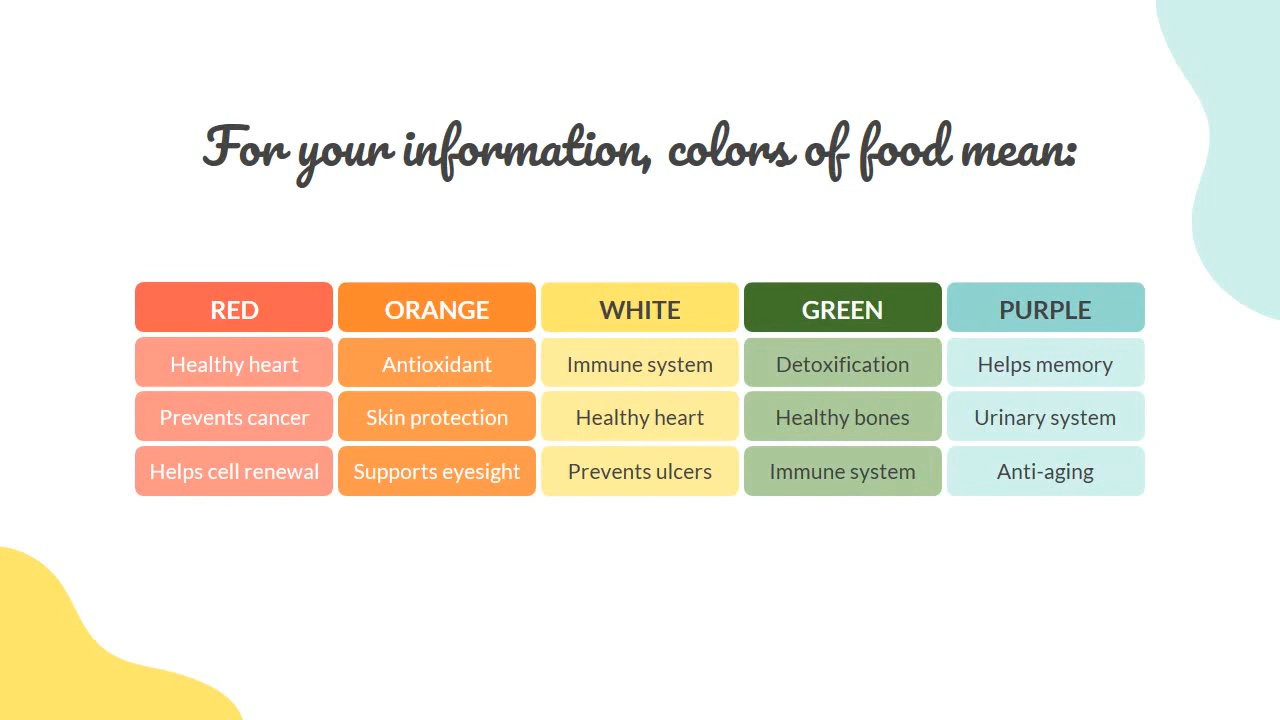 For your information, colors of food mean:
RED ORANGE WHITE GREEN PURPLE
Healthy heart Antioxidant Immune system Detoxification Helps memory
Prevents cancer Skin protection Healthy heart Healthy bones Urinary system
Helps cell renewal Supports eyesight Prevents ulcers Immune system Anti-aging